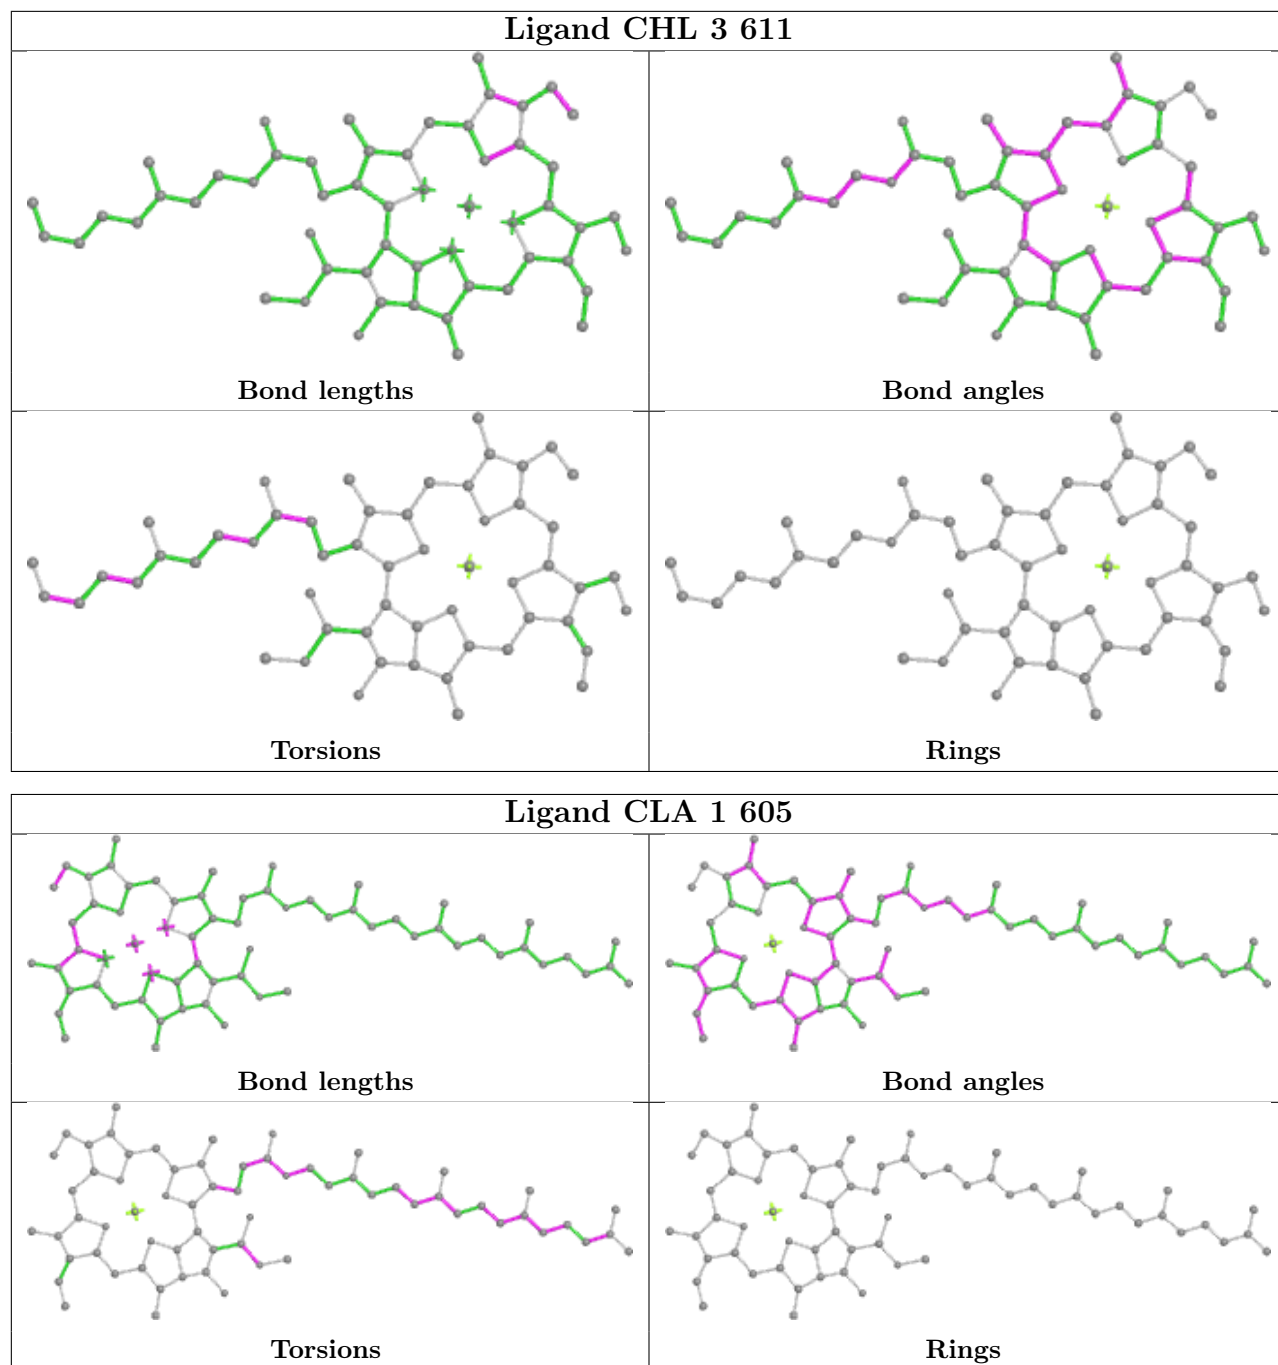 Ligand CHL 3 611
Bond lengths
Bond angles
Torsions
Rings
Ligand CLA 1 605
Bond lengths
Bond angles
Torsions
Rings